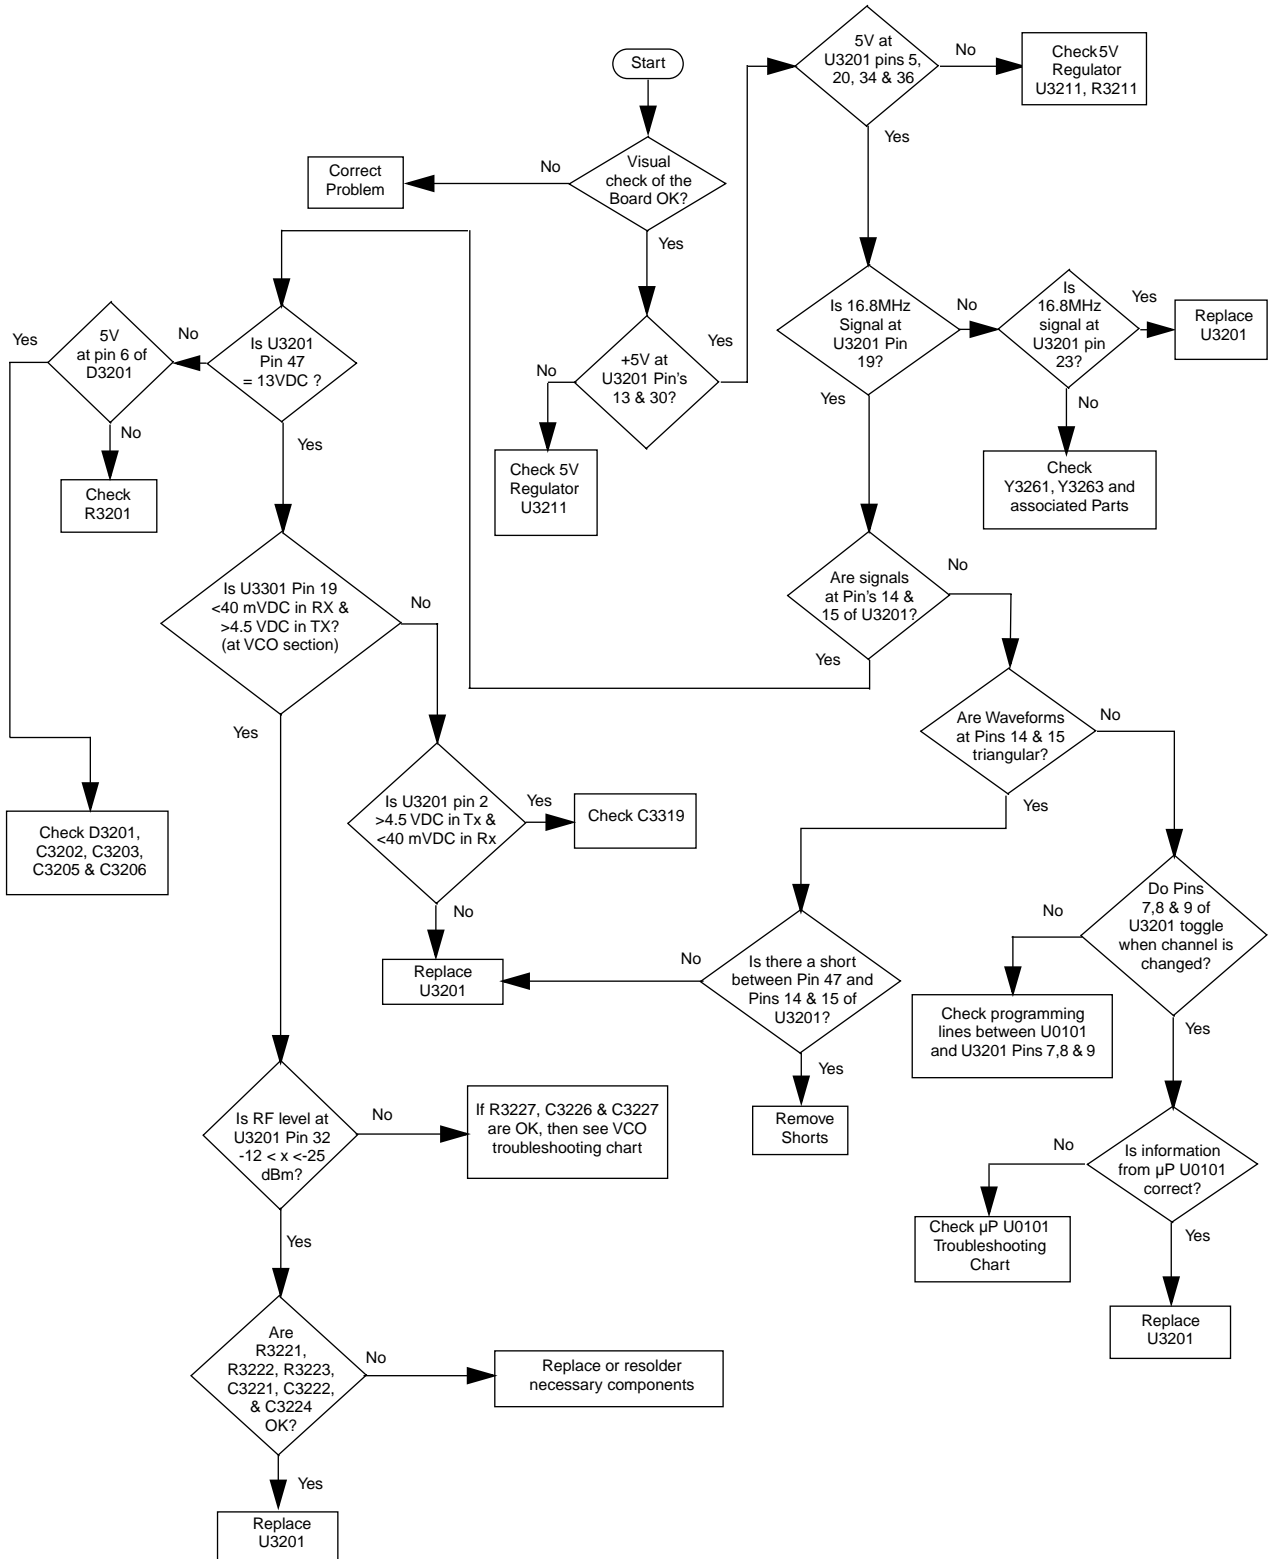 Start
5V at
U3201 pins 5,
20, 34 & 36
No
Check 5V
Regulator
U3211, R3211
Yes
Visual
check of the
Board OK?
No
Correct
Problem
Yes
+5V at
U3201 Pin's
13 & 30?
Yes
No
Check 5V
Regulator
U3211
Is 16.8MHz
Signal at
U3201 Pin
19?
No
Is
16.8MHz
signal at
U3201 pin
23?
Yes
Replace
U3201
No
Check
Y3261, Y3263 and
associated Parts
Yes
Is U3201
Pin 47
= 13VDC ?
No
5V
at pin 6 of
D3201
Yes
No
Check
R3201
Yes
Are signals
at Pin's 14 &
15 of U3201?
No
Yes
Is U3301 Pin 19
<40 mVDC in RX &
>4.5 VDC in TX?
(at VCO section)
No
Yes
Are Waveforms
at Pins 14 & 15
triangular?
No
Yes
Is U3201 pin 2
>4.5 VDC in Tx &
<40 mVDC in Rx
Yes
Check C3319
No
Replace
U3201
Check D3201,
C3202, C3203,
C3205 & C3206
Is there a short
between Pin 47 and
Pins 14 & 15 of
U3201?
No
Yes
Remove
Shorts
Do Pins
7,8 & 9 of
U3201 toggle
when channel is
changed?
No
Check programming
lines between U0101
and U3201 Pins 7,8 & 9
Yes
Is information
from µP U0101
correct?
No
Check µP U0101
Troubleshooting
Chart
Yes
Replace
U3201
Is RF level at
U3201 Pin 32
-12 < x <-25
dBm?
No
If R3227, C3226 & C3227
are OK, then see VCO
troubleshooting chart
Yes
Are
R3221,
R3222, R3223,
C3221, C3222,
& C3224
OK?
No
Replace or resolder
necessary components
Yes
Replace
U3201